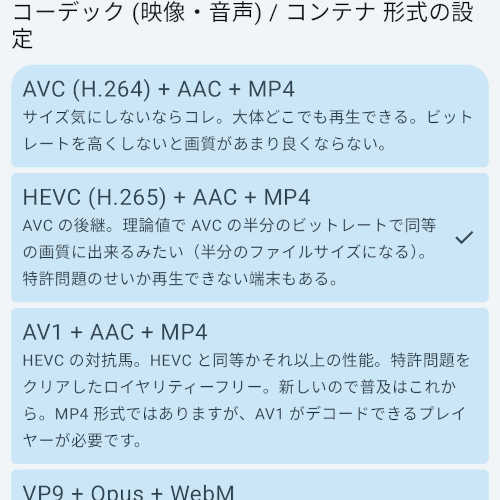 コーデック (映像・音声) / コンテナ 形式の設
定
AVC (H.264) + AAC + MP4
サイズ気にしないならコレ。大体どこでも再生できる。ビット
レートを高くしないと画質があまり良くならない。
HEVC (H.265) + AAC + MP4
AVC の後継。理論値で AVC の半分のビットレートで同等
の画質に出来るみたい（半分のファイルサイズになる）。
特許問題のせいか再生できない端末もある。
AV1 + AAC + MP4
HEVC の対抗馬。HEVC と同等かそれ以上の性能。特許問題を
クリアしたロイヤリティーフリー。新しいので普及はこれか
ら。MP4 形式ではありますが、AV1 がデコードできるプレイ
ヤーが必要です。
VP9 + Opus + WebM